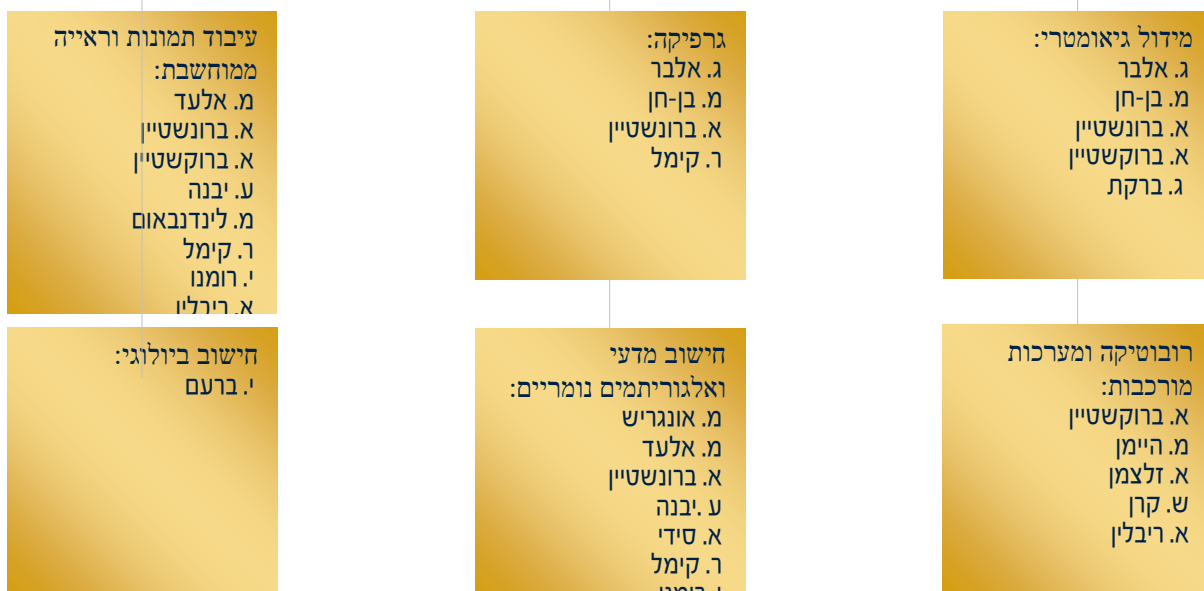 מידול גיאומטרי:
ג. אלבר
מ. בן-חן
א. ברונשטיין
א. ברוקשטיין
ג. ברקת
גרפיקה:
ג. אלבר
מ. בן-חן
א. ברונשטיין
ר. קימל
עיבוד תמונות וראייה
ממוחשבת:
מ. אלעד
א. ברונשטיין
א. ברוקשטיין
ע. יבנה
מ. לינדנבאום
ר. קימל
י. רומנו
א. ריבלין
רובוטיקה ומערכות
מורכבות:
א. ברוקשטיין
מ. היימן
א. זלצמן
ש. קרן
א. ריבלין
חישוב מדעי
ואלגוריתמים נומריים:
מ. אונגריש
מ. אלעד
א. ברונשטיין
ע .יבנה
א. סידי
ר. קימל
חישוב ביולוגי:
י. ברעם